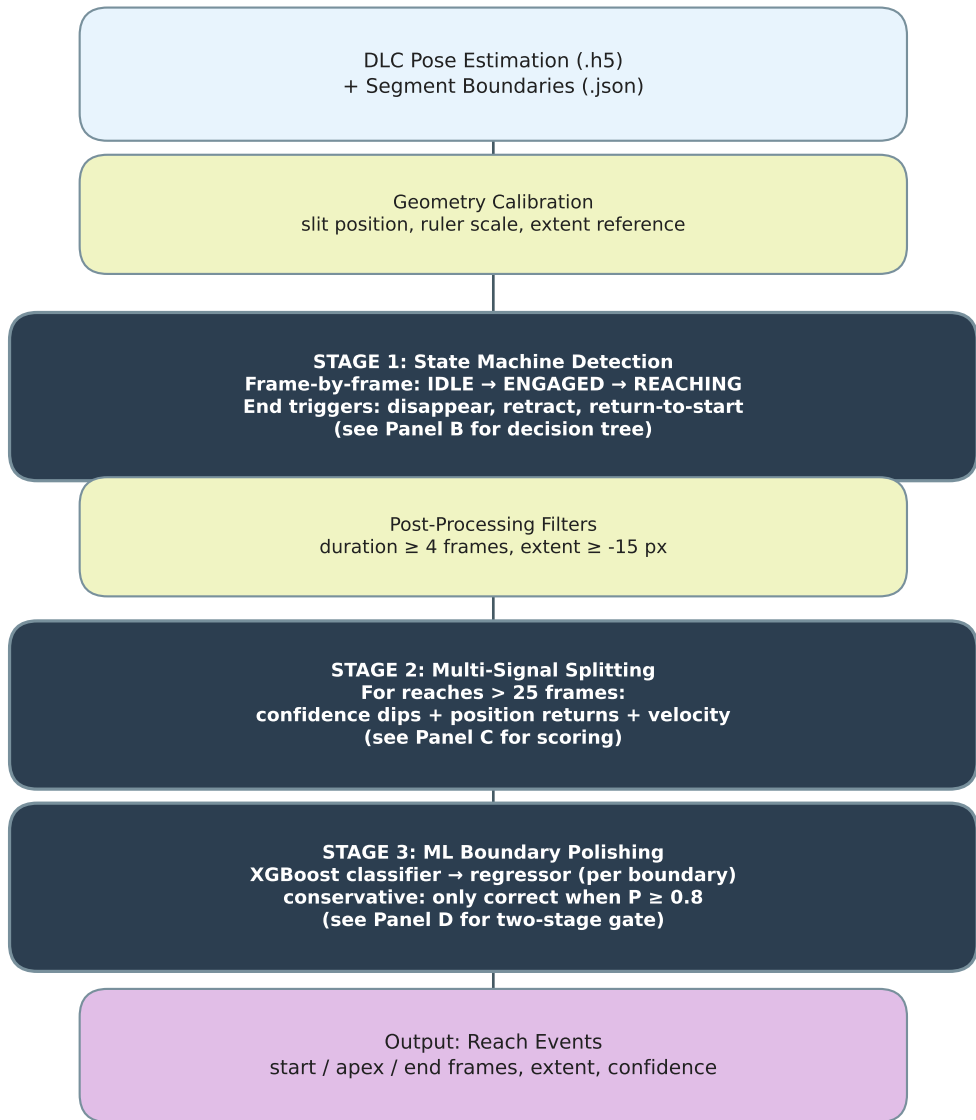 DLC Pose Estimation (.h5)
+ Segment Boundaries (.json)
Geometry Calibration
slit position, ruler scale, extent reference
STAGE 1: State Machine Detection
Frame-by-frame: IDLE → ENGAGED → REACHING
End triggers: disappear, retract, return-to-start
(see Panel B for decision tree)
Post-Processing Filters
duration ≥ 4 frames, extent ≥ -15 px
STAGE 2: Multi-Signal Splitting
For reaches > 25 frames:
confidence dips + position returns + velocity
(see Panel C for scoring)
STAGE 3: ML Boundary Polishing
XGBoost classifier → regressor (per boundary)
conservative: only correct when P ≥ 0.8
(see Panel D for two-stage gate)
Output: Reach Events
start / apex / end frames, extent, confidence